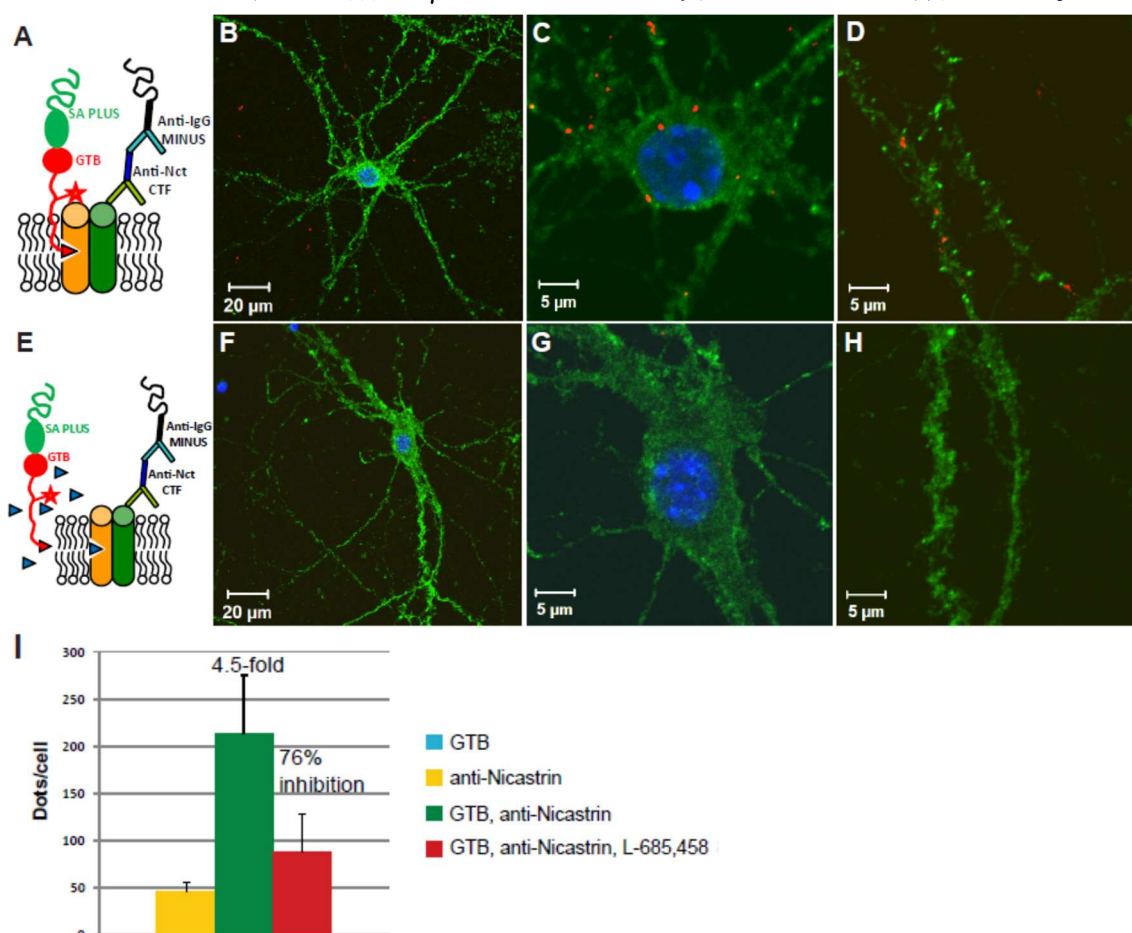 A
SA PLUS
GTB
Anti-IgG
MINUS
Anti-Nct
CTF
B
20 µm
C
5 µm
D
5 µm
E
SA PLUS
GTB
Anti-IgG
MINUS
Anti-Nct
CTF
F
20 µm
G
5 µm
H
5 µm
I
Dots/cell
300
250
200
150
100
50
4.5-fold
76%
inhibition
GTB
anti-Nicastrin
GTB, anti-Nicastrin
GTB, anti-Nicastrin, L-685,458